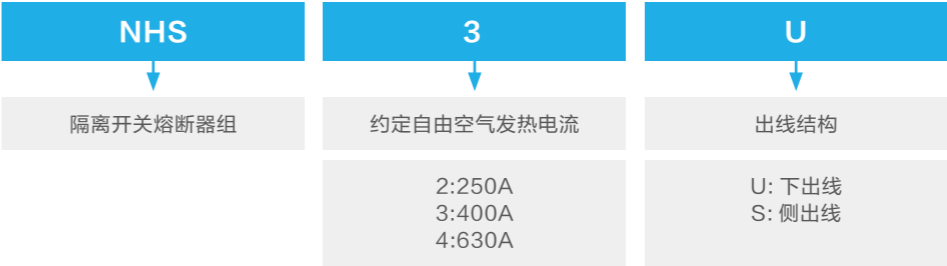 NHS 3 U
隔离开关熔断器组 约定自由空气发热电流 出线结构
2:250A U: 下出线
3:400A S: 侧出线
4:630A